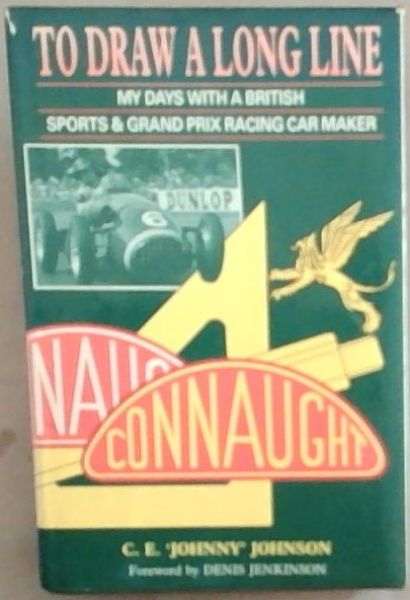 TO DRAW A LONG LINE
MY DAYS WITH A BRITISH
SPORTS & GRAND PRIX RACING CAR MAKER
DUNLOP
6
NAUG
CONNAUGHT
C. E. 'JOHNNY' JOHNSON
Foreword by DENIS JENKINSON